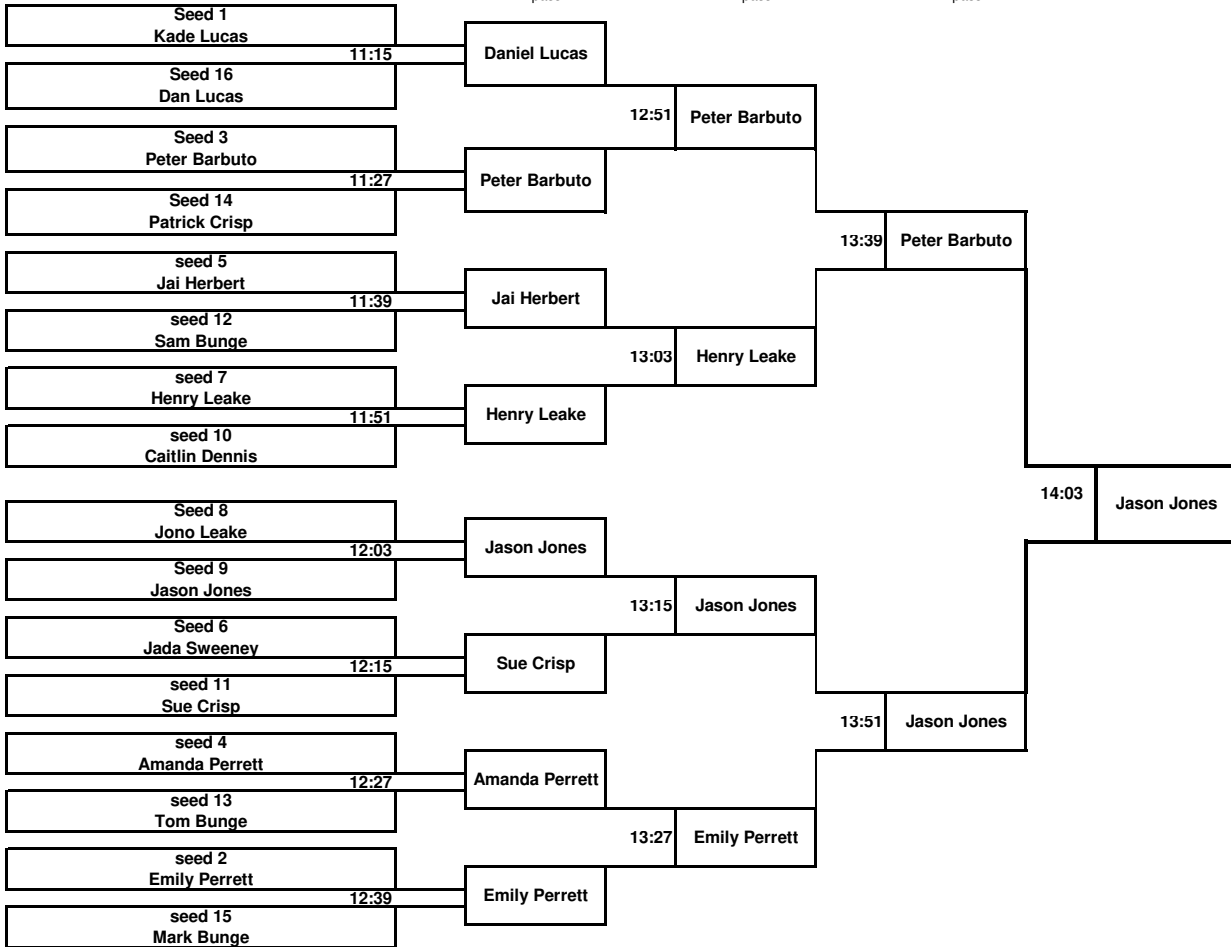 Seed 1
Kade Lucas
11:15
Seed 16
Dan Lucas
Seed 3
Peter Barbuto
11:27
Seed 14
Patrick Crisp
seed 5
Jai Herbert
11:39
seed 12
Sam Bunge
seed 7
Henry Leake
11:51
seed 10
Caitlin Dennis
Seed 8
Jono Leake
12:03
Seed 9
Jason Jones
Seed 6
Jada Sweeney
12:15
seed 11
Sue Crisp
seed 4
Amanda Perrett
12:27
seed 13
Tom Bunge
seed 2
Emily Perrett
12:39
seed 15
Mark Bunge
Daniel Lucas
Peter Barbuto
Jai Herbert
Henry Leake
Jason Jones
Sue Crisp
Amanda Perrett
Emily Perrett
12:51
Peter Barbuto
13:03
Henry Leake
13:15
Jason Jones
13:27
Emily Perrett
13:39
Peter Barbuto
13:51
Jason Jones
14:03
Jason Jones